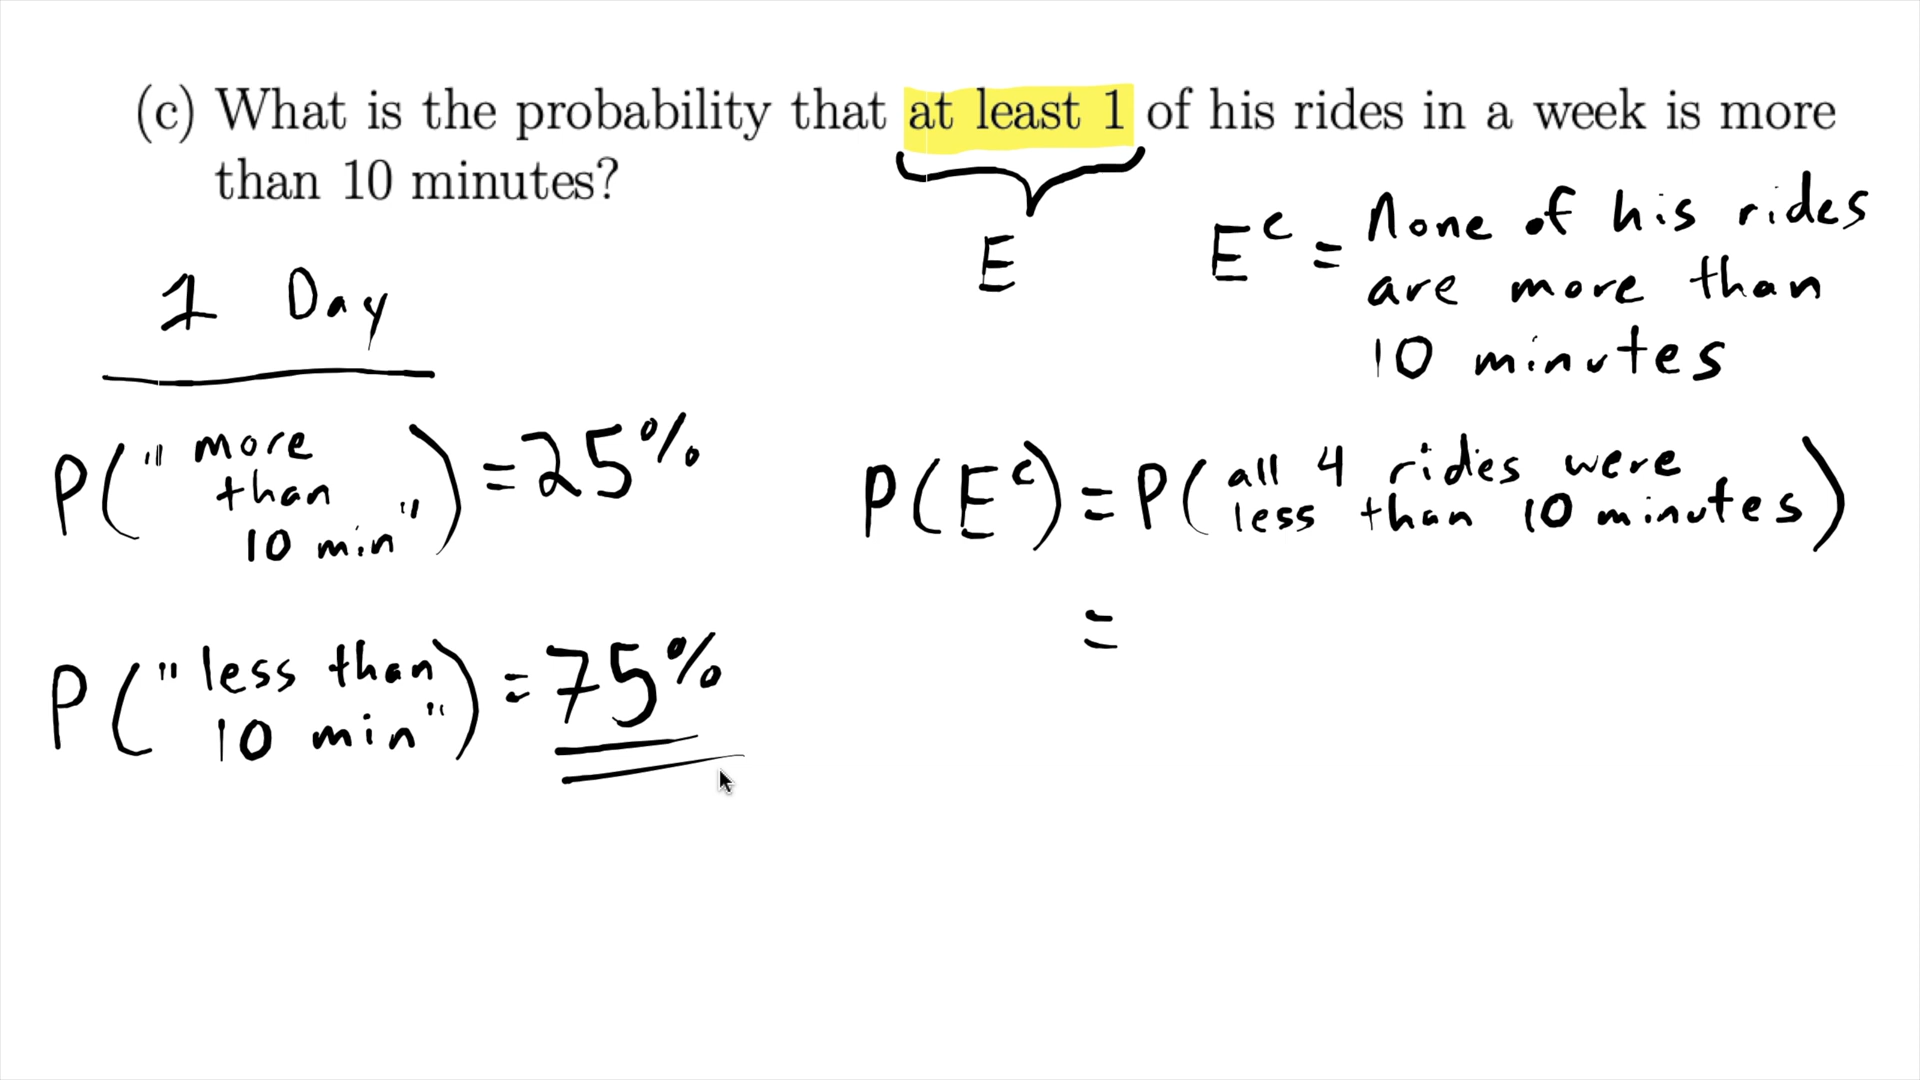 (c) What is the probability that at least 1 of his rides in a week is more
than 10 minutes?
E
E^c = None of his rides
are more than
10 minutes
1 Day
P("more
than
10 min") = 25%
P("less than
10 min") = 75%
P(E^c) = P(all 4 rides were
less than 10 minutes)
=